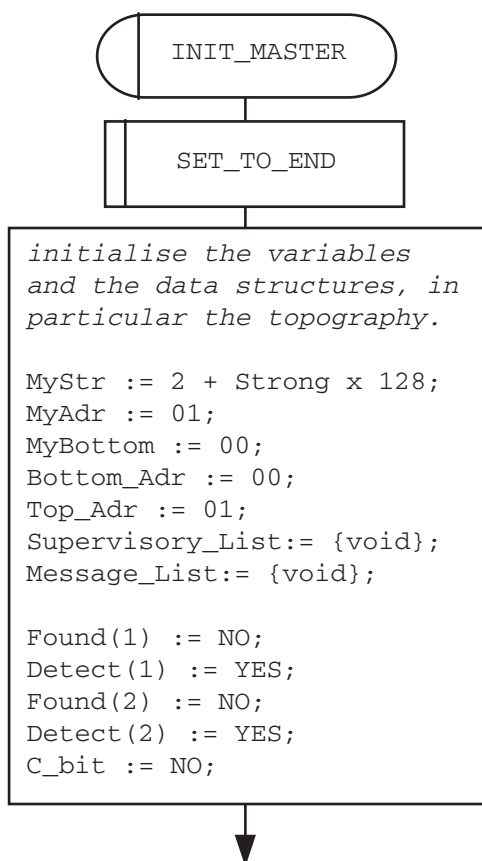 INIT_MASTER
SET_TO_END
initialise the variables
and the data structures, in
particular the topography.
MyStr := 2 + Strong x 128;
MyAdr := 01;
MyBottom := 00;
Bottom_Adr := 00;
Top_Adr := 01;
Supervisory_List:= {void};
Message_List:= {void};
Found(1) := NO;
Detect(1) := YES;
Found(2) := NO;
Detect(2) := YES;
C_bit := NO;